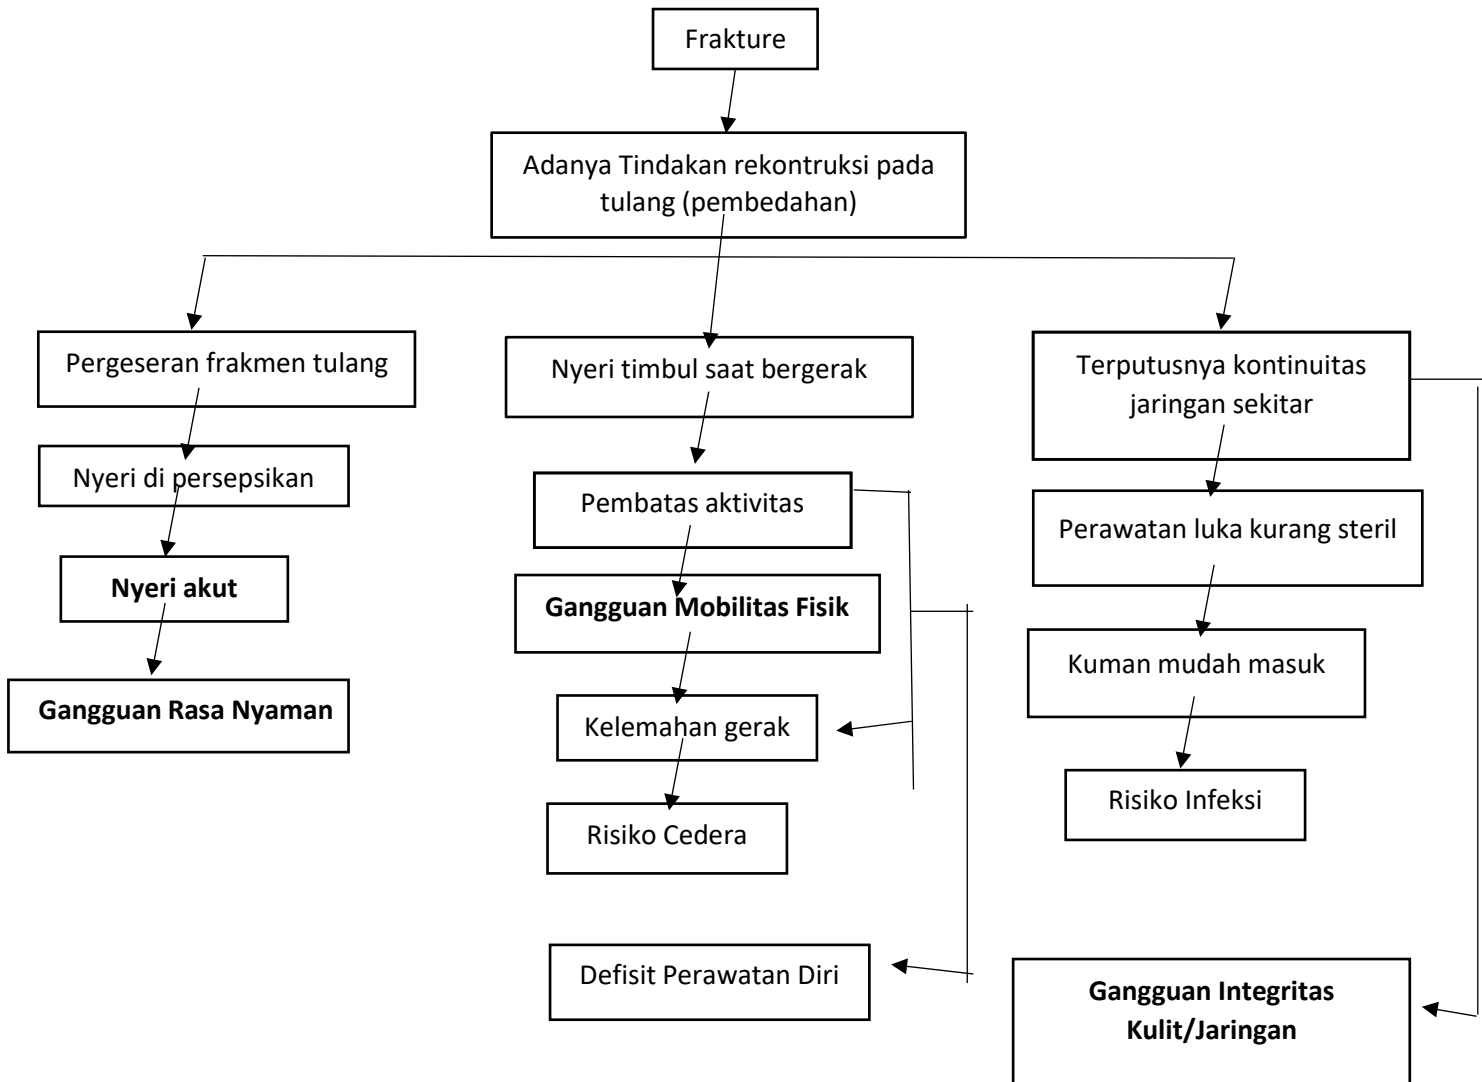 Frakture
Adanya Tindakan rekontruksi pada
tulang (pembedahan)
Pergeseran frakmen tulang
Nyeri di persepsikan
Nyeri akut
Gangguan Rasa Nyaman
Nyeri timbul saat bergerak
Pembatas aktivitas
Gangguan Mobilitas Fisik
Kelemahan gerak
Risiko Cedera
Defisit Perawatan Diri
Terputusnya kontinuitas
jaringan sekitar
Perawatan luka kurang steril
Kuman mudah masuk
Risiko Infeksi
Gangguan Integritas
Kulit/Jaringan